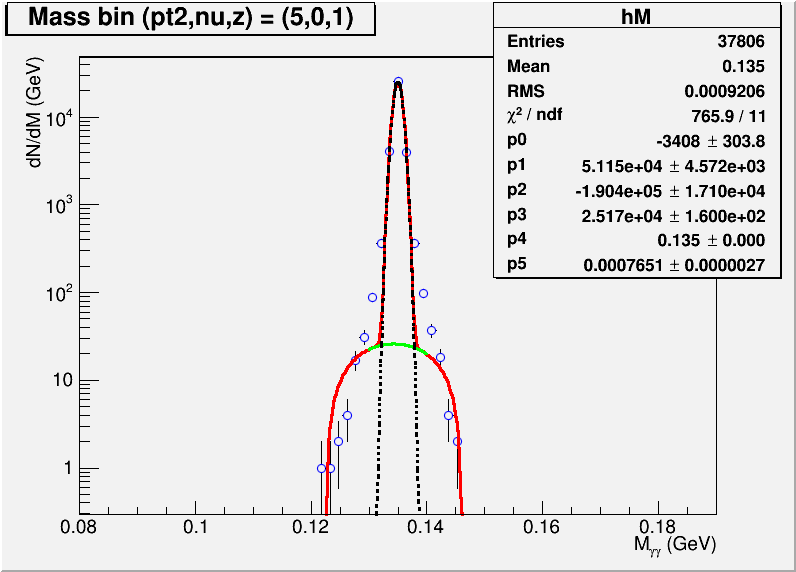 Mass bin (pt2,nu,z) = (5,0,1)
hM
Entries 37806
Mean 0.135
RMS 0.0009206
χ² / ndf 765.9 / 11
p0 -3408 ± 303.8
p1 5.115e+04 ± 4.572e+03
p2 -1.904e+05 ± 1.710e+04
p3 2.517e+04 ± 1.600e+02
p4 0.135 ± 0.000
p5 0.0007651 ± 0.0000027
dN/dM (GeV)
10⁴
10³
10²
10
1
0.08 0.1 0.12 0.14 0.16 0.18
Mγγ (GeV)